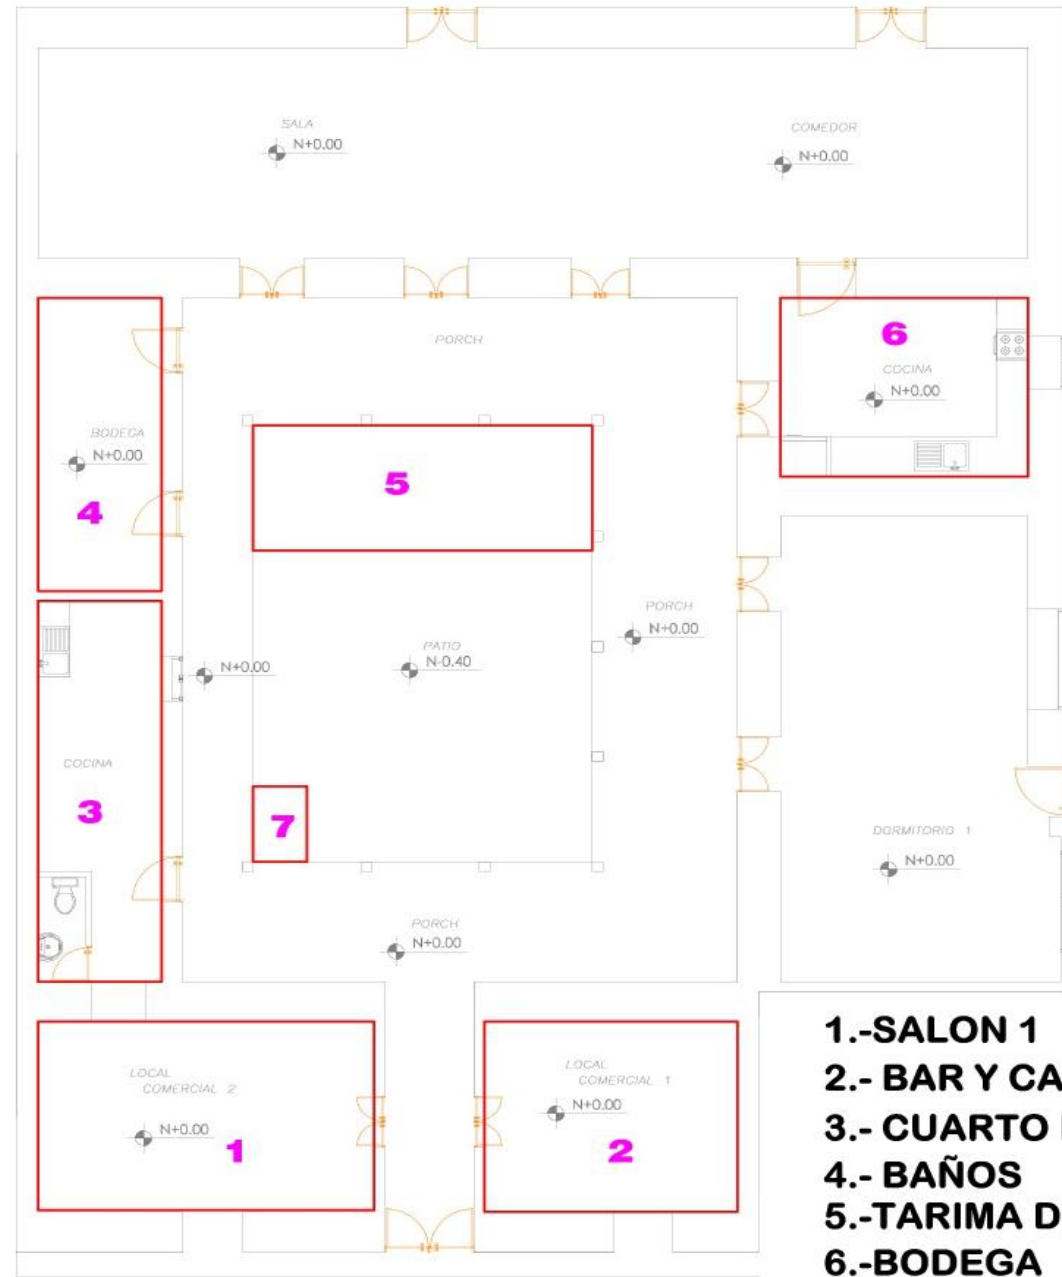 SALA
N+0.00
COMEDOR
N+0.00
PORCH
6
COCINA
N+0.00
BODEGA
N+0.00
4
5
PORCH
N+0.00
PATIO
N-0.40
N+0.00
COCINA
3
7
DORMITORIO 1
N+0.00
PORCH
N+0.00
LOCAL
COMERCIAL 2
N+0.00
1
LOCAL
COMERCIAL 1
N+0.00
2
1.-SALON 1
2.- BAR Y CA
3.- CUARTO
4.- BAÑOS
5.-TARIMA D
6.-BODEGA